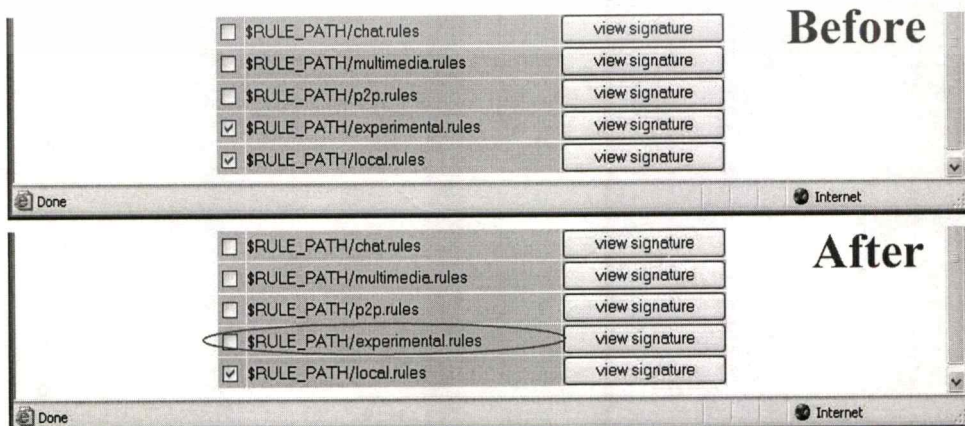 Before
$RULE_PATH/chat.rules view signature
$RULE_PATH/multimedia.rules view signature
$RULE_PATH/p2p.rules view signature
$RULE_PATH/experimental.rules view signature
$RULE_PATH/local.rules view signature
Done Internet
After
$RULE_PATH/chat.rules view signature
$RULE_PATH/multimedia.rules view signature
$RULE_PATH/p2p.rules view signature
$RULE_PATH/experimental.rules view signature
$RULE_PATH/local.rules view signature
Done Internet